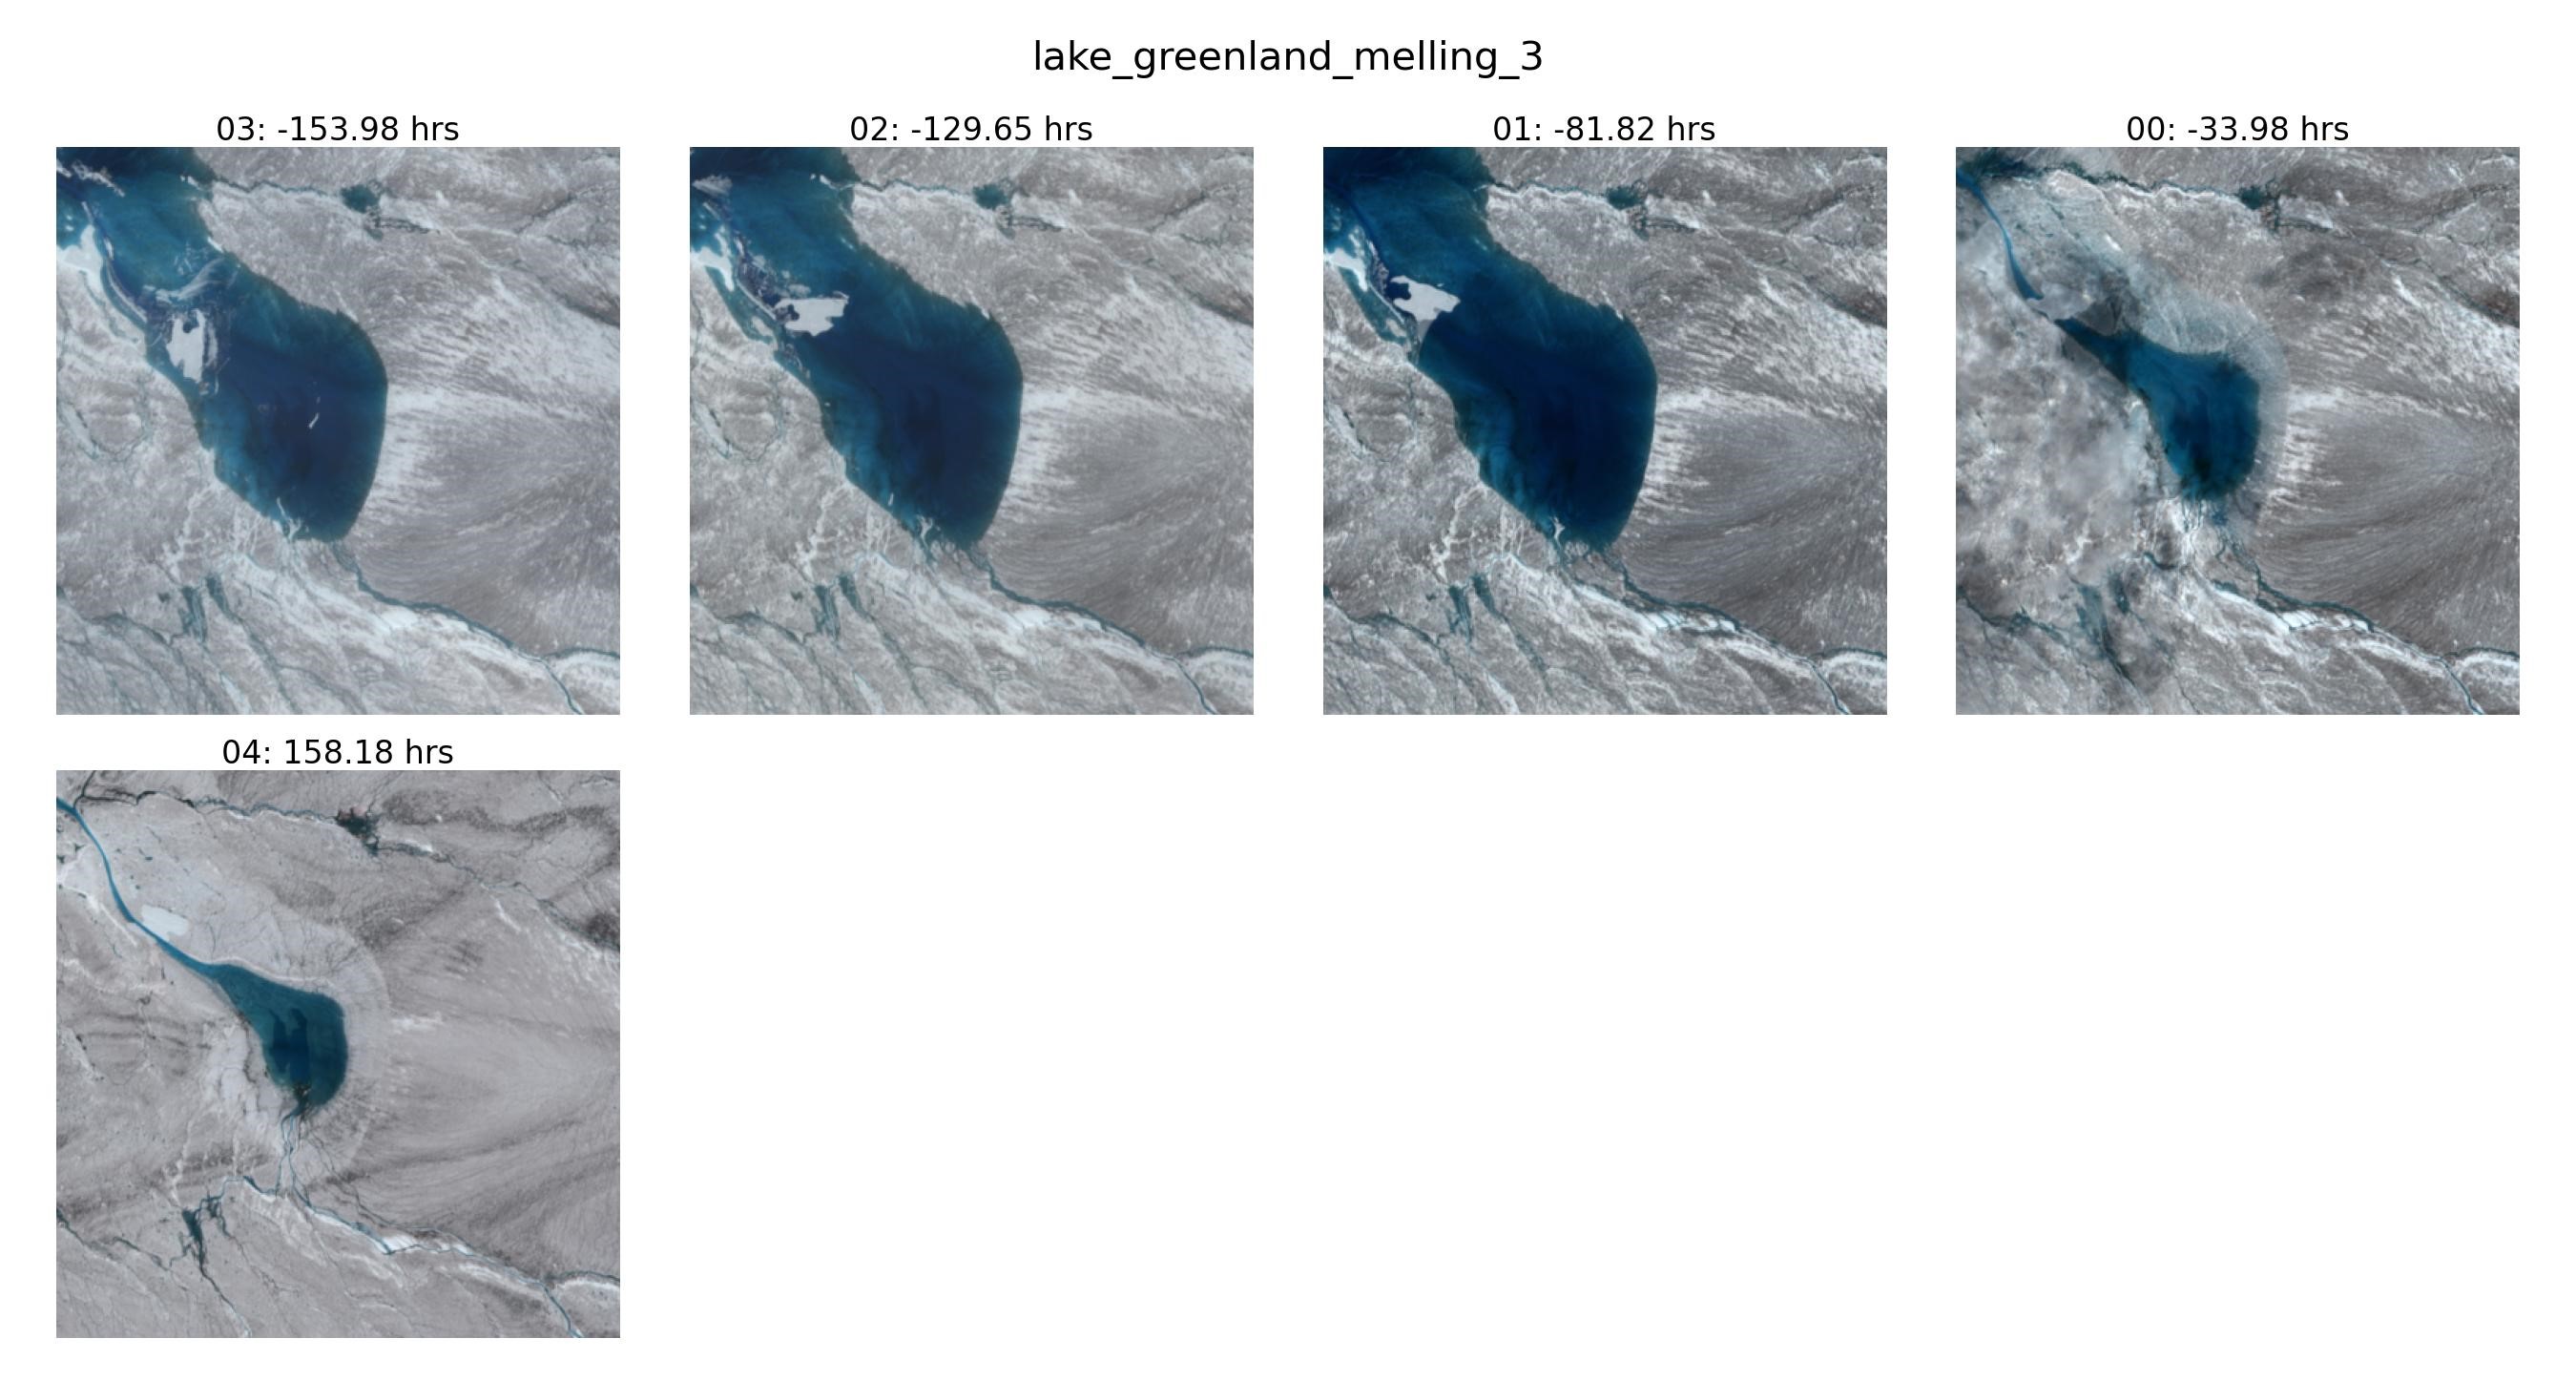 lake_greenland_melling_3
03: -153.98 hrs
02: -129.65 hrs
01: -81.82 hrs
00: -33.98 hrs
04: 158.18 hrs